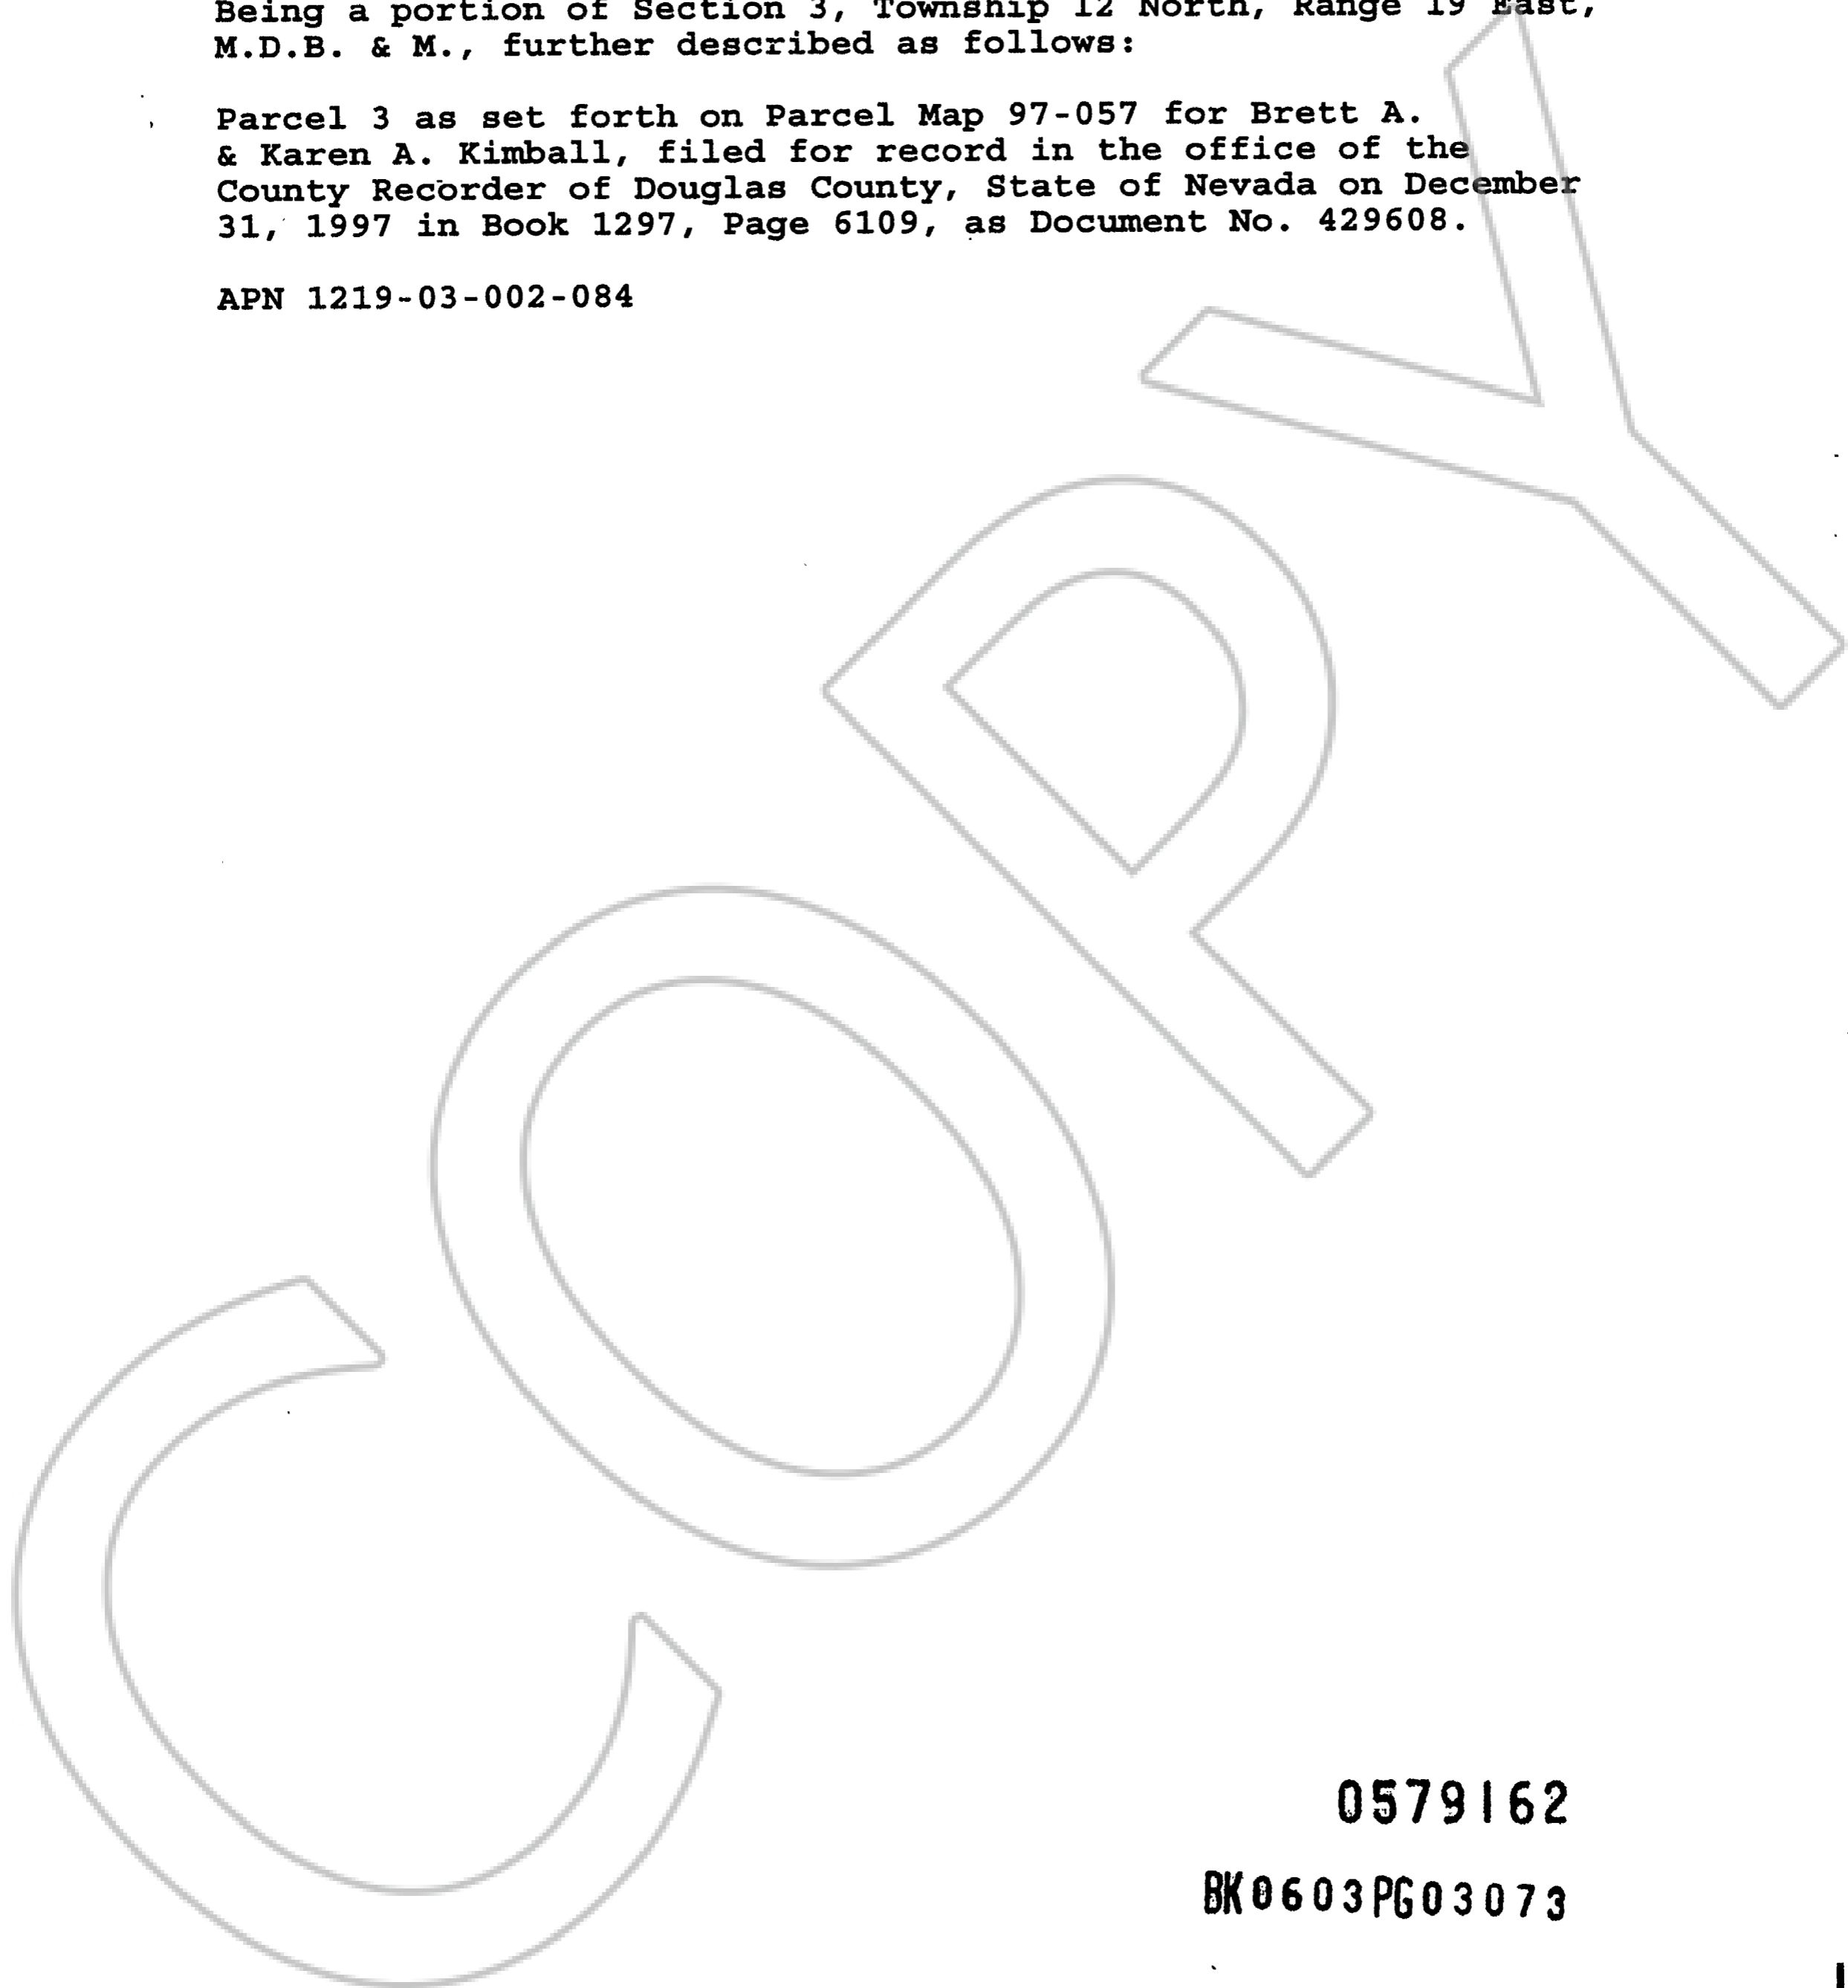 Being a portion of Section 3, Township 12 North, Range 19 East,
M.D.B. & M., further described as follows:
Parcel 3 as set forth on Parcel Map 97-057 for Brett A.
& Karen A. Kimball, filed for record in the office of the
County Recorder of Douglas County, State of Nevada on December
31, 1997 in Book 1297, Page 6109, as Document No. 429608.
APN 1219-03-002-084
COPY
0579162
BK0603PG03073